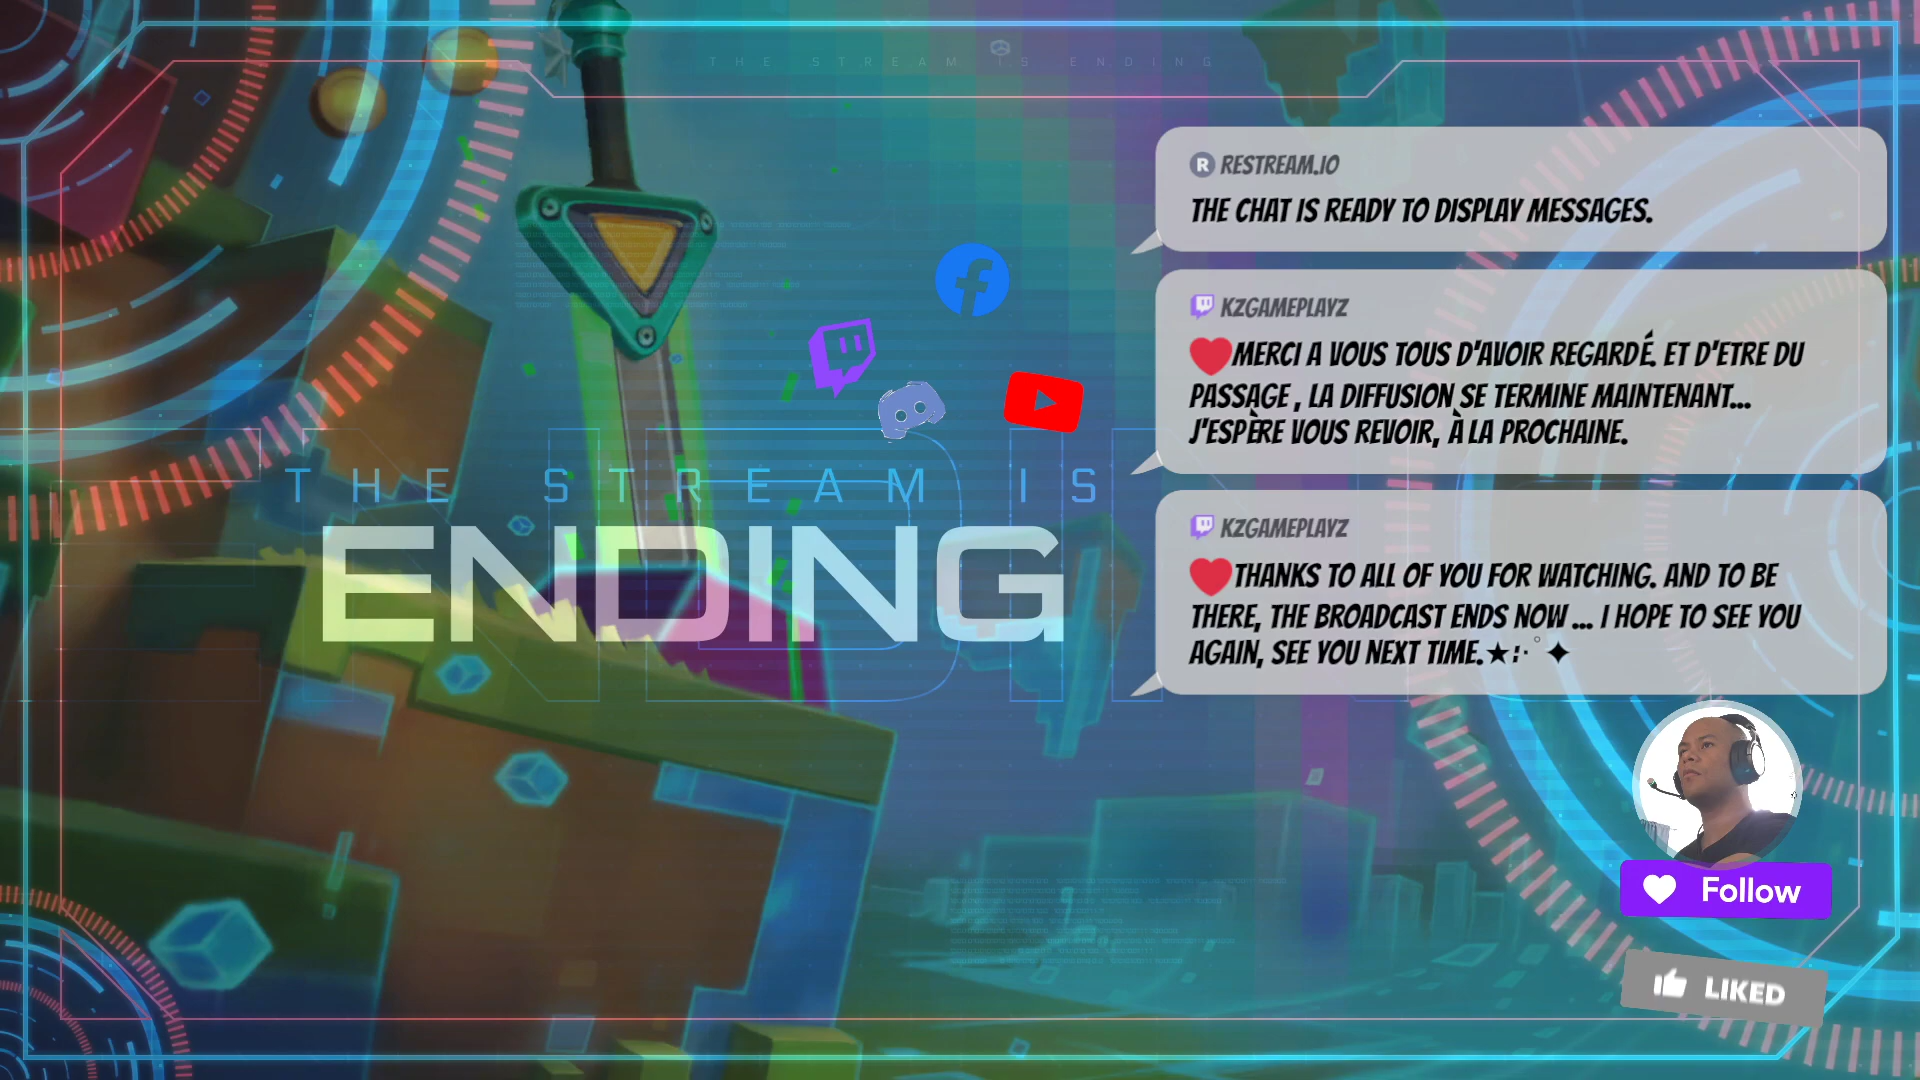 THE STREAM IS ENDING
R RESTREAM.IO
THE CHAT IS READY TO DISPLAY MESSAGES.
KZGAMEPLAYZ
❤MERCI A VOUS TOUS D'AVOIR REGARDÉ. ET D'ETRE DU
PASSAGE , LA DIFFUSION SE TERMINE MAINTENANT...
J'ESPÈRE VOUS REVOIR, À LA PROCHAINE.
THE STREAM IS
ENDING
KZGAMEPLAYZ
❤THANKS TO ALL OF YOU FOR WATCHING. AND TO BE
THERE, THE BROADCAST ENDS NOW ... I HOPE TO SEE YOU
AGAIN, SEE YOU NEXT TIME.★:·˚✦
Follow
LIKED